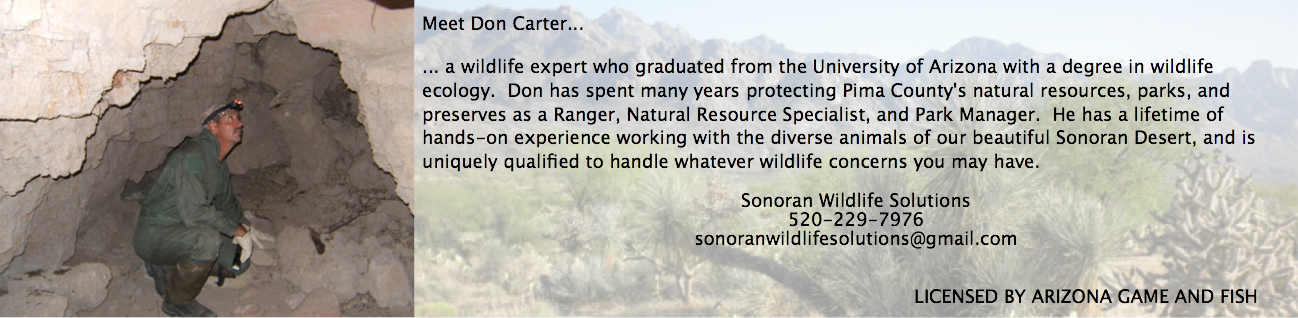 Meet Don Carter...
... a wildlife expert who graduated from the University of Arizona with a degree in wildlife
ecology.  Don has spent many years protecting Pima County's natural resources, parks, and
preserves as a Ranger, Natural Resource Specialist, and Park Manager.  He has a lifetime of
hands-on experience working with the diverse animals of our beautiful Sonoran Desert, and is
uniquely qualified to handle whatever wildlife concerns you may have.
Sonoran Wildlife Solutions
520-229-7976
sonoranwildlifesolutions@gmail.com
LICENSED BY ARIZONA GAME AND FISH